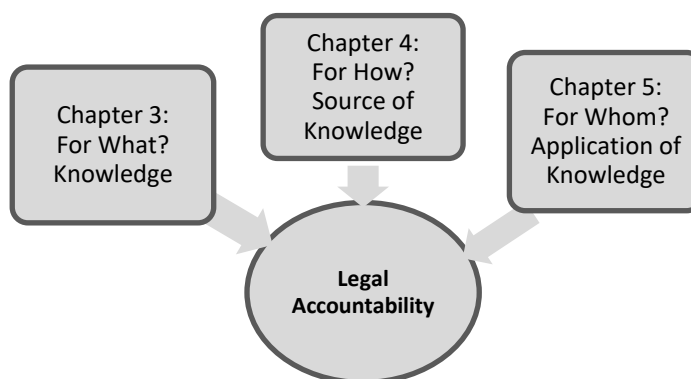 Chapter 3:
For What?
Knowledge
Chapter 4:
For How?
Source of
Knowledge
Chapter 5:
For Whom?
Application of
Knowledge
Legal
Accountability